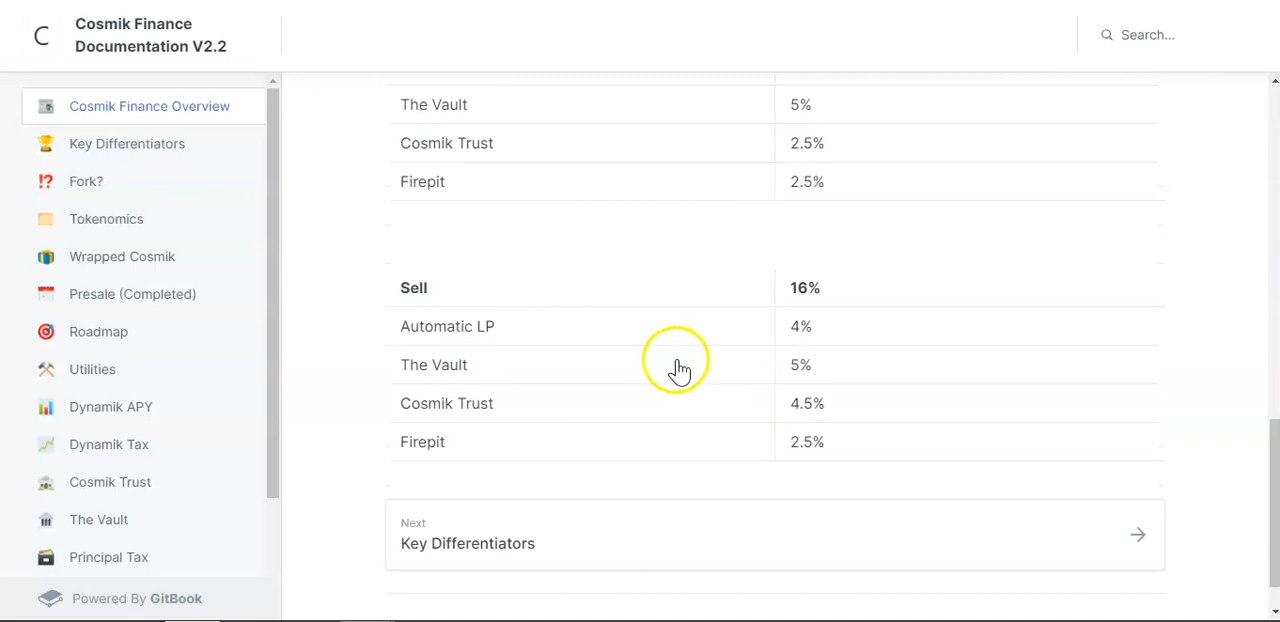 C
Cosmik Finance
Documentation V2.2
Search...
Cosmik Finance Overview
Key Differentiators
Fork?
Tokenomics
Wrapped Cosmik
Presale (Completed)
Roadmap
Utilities
Dynamik APY
Dynamik Tax
Cosmik Trust
The Vault
Principal Tax
Powered By GitBook
The Vault 5%
Cosmik Trust 2.5%
Firepit 2.5%
Sell 16%
Automatic LP 4%
The Vault 5%
Cosmik Trust 4.5%
Firepit 2.5%
Next
Key Differentiators